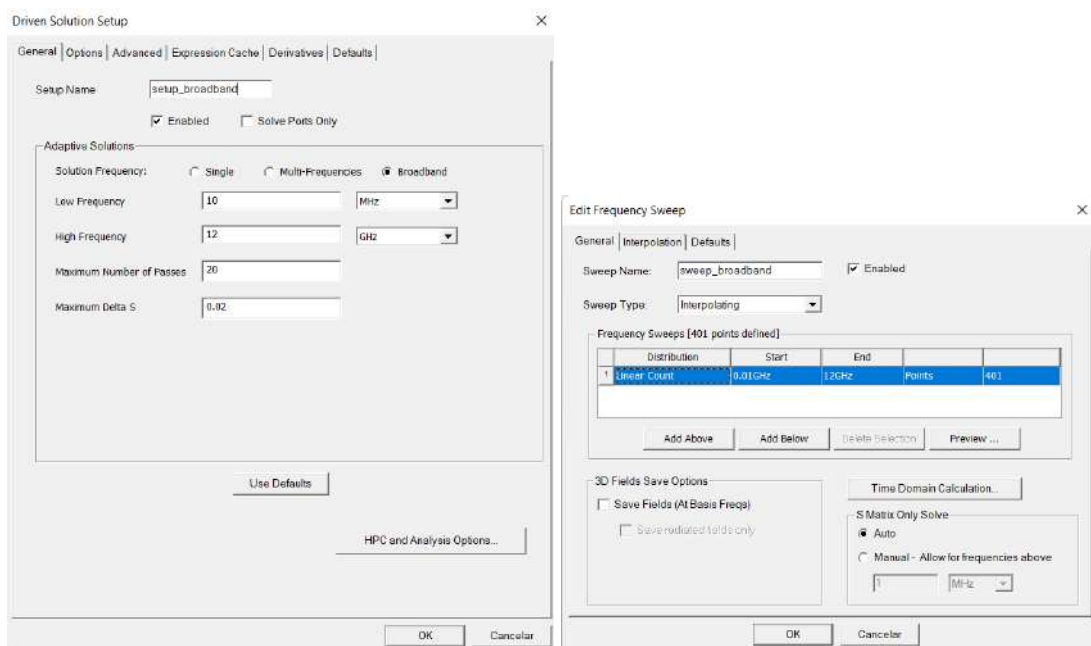 Driven Solution Setup
General Options Advanced Expression Cache Derivatives Defaults
Setup Name setup_broadband
Enabled Solve Ports Only
Adaptive Solutions
Solution Frequency: Single Multi-Frequencies Broadband
Low Frequency 10 MHz
High Frequency 12 GHz
Maximum Number of Passes 20
Maximum Delta S 0.02
Use Defaults
HPC and Analysis Options...
OK Cancelar
Edit Frequency Sweep
General Interpolation Defaults
Sweep Name: sweep_broadband Enabled
Sweep Type: Interpolating
Frequency Sweeps [401 points defined]
Distribution Start End
1 Linear Count 0.01GHz 12GHz Points 401
Add Above Add Below Delete Selection Preview ...
3D Fields Save Options
Save Fields (At Basis Freqs)
Save radiated fields only
Time Domain Calculation...
S Matrix Only Solve
Auto
Manual - Allow for frequencies above
1 MHz
OK Cancelar